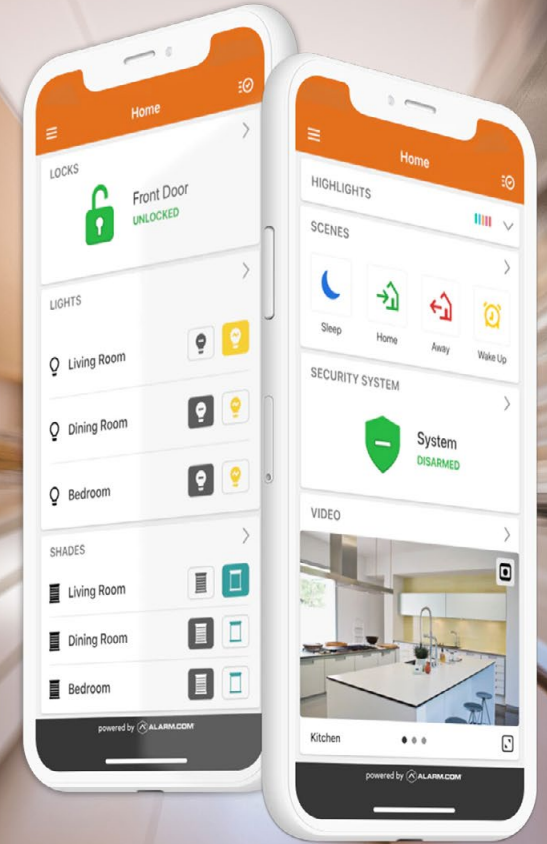 Home
LOCKS
Front Door
UNLOCKED
LIGHTS
Living Room
Dining Room
Bedroom
SHADES
Living Room
Dining Room
Bedroom
powered by ALARM.COM
Home
HIGHLIGHTS
SCENES
Sleep
Home
Away
Wake Up
SECURITY SYSTEM
System
DISARMED
VIDEO
Kitchen
powered by ALARM.COM